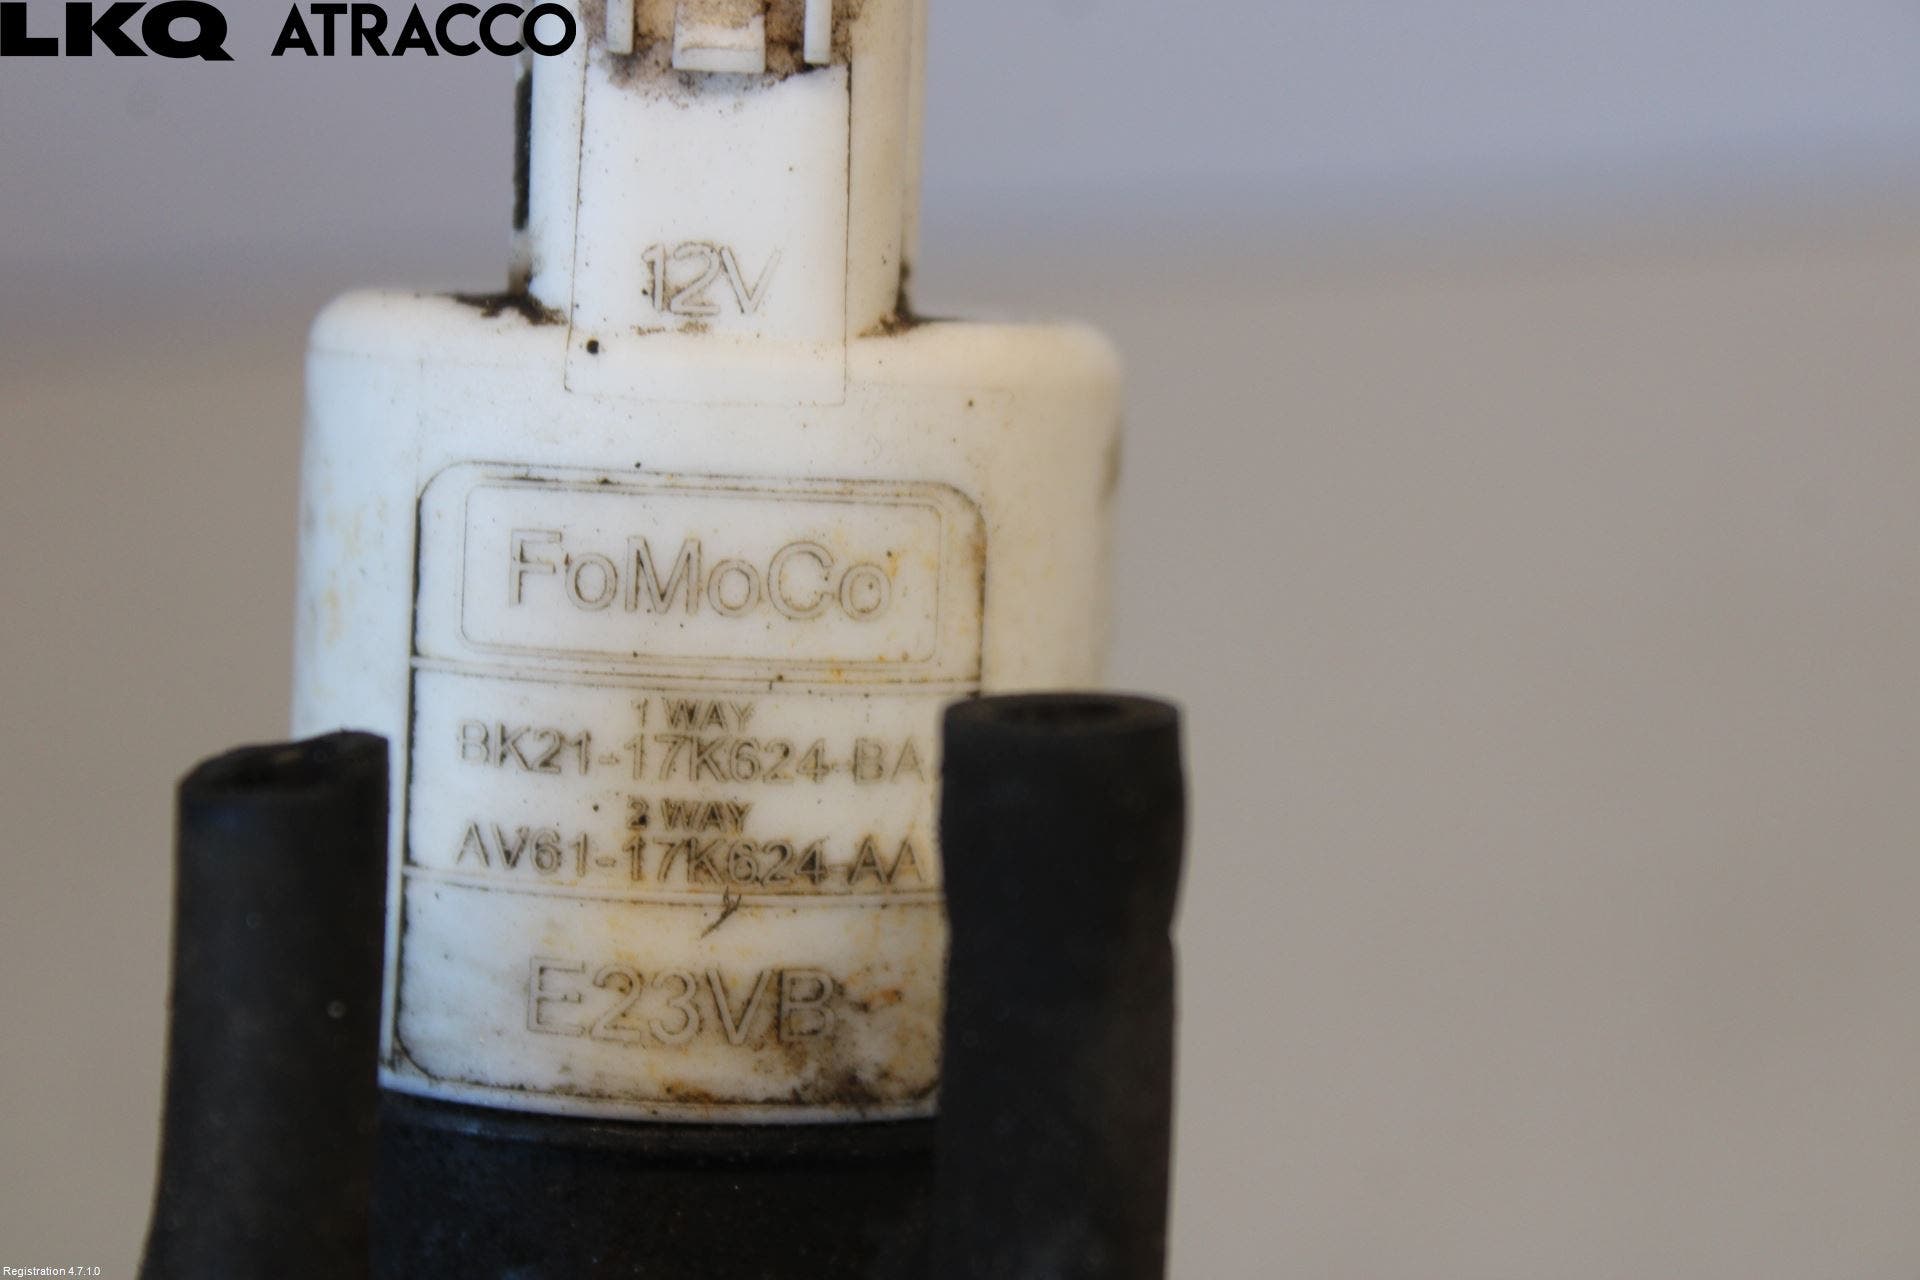 LKQ ATRACCO
12V
FoMoCo
1 WAY
BK21-17K624-BA
2 WAY
AV61-17K624-AA
E23VB
Registration 4.7.1.0